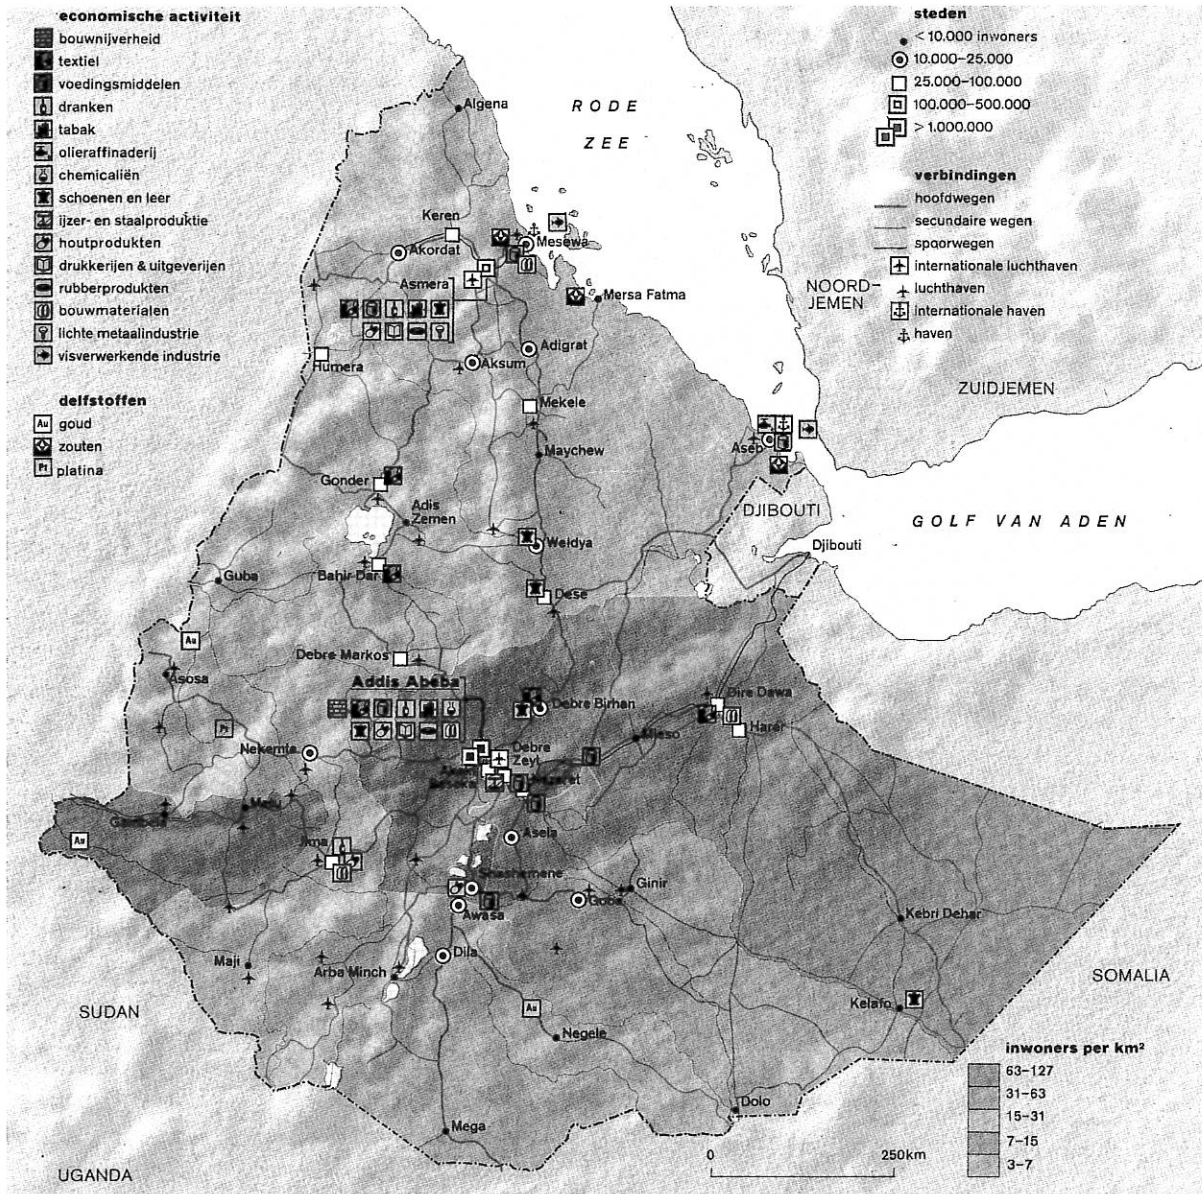 economische activiteit
bouwnijverheid
textiel
voedingsmiddelen
dranken
tabak
olieraffinaderij
chemicaliën
schoenen en leer
ijzer- en staalproduktie
houtprodukten
drukkerijen & uitgeverijen
rubberprodukten
bouwmaterialen
lichte metaalindustrie
visverwerkende industrie
delfstoffen
Au goud
zouten
Pt platina
steden
< 10.000 inwoners
10.000–25.000
25.000–100.000
100.000–500.000
> 1.000.000
verbindingen
hoofdwegen
secundaire wegen
spoorwegen
internationale luchthaven
luchthaven
internationale haven
haven
RODE
ZEE
Algena
Keren
Akordat
Mesewa
Asmera
Mersa Fatma
NOORD-
JEMEN
Humera
Aksum
Adigrat
ZUIDJEMEN
Mekele
Maychew
Aseb
Gonder
Adis
Zemen
DJIBOUTI
GOLF VAN ADEN
Weldya
Djibouti
Guba
Bahir Dar
Dese
Au
Debre Markos
Asosa
Addis Abeba
Debre Birhan
Dire Dawa
Pt
Mieso
Harer
Nekemte
Debre
Zeyt
Metu
Au
Jima
Asela
Shashemene
Ginir
Goba
Awasa
Kebri Dehar
Dila
Maji
Arba Minch
SOMALIA
Kelafo
SUDAN
Au
Negele
inwoners per km²
63–127
31–63
15–31
7–15
3–7
Dolo
Mega
0 250km
UGANDA